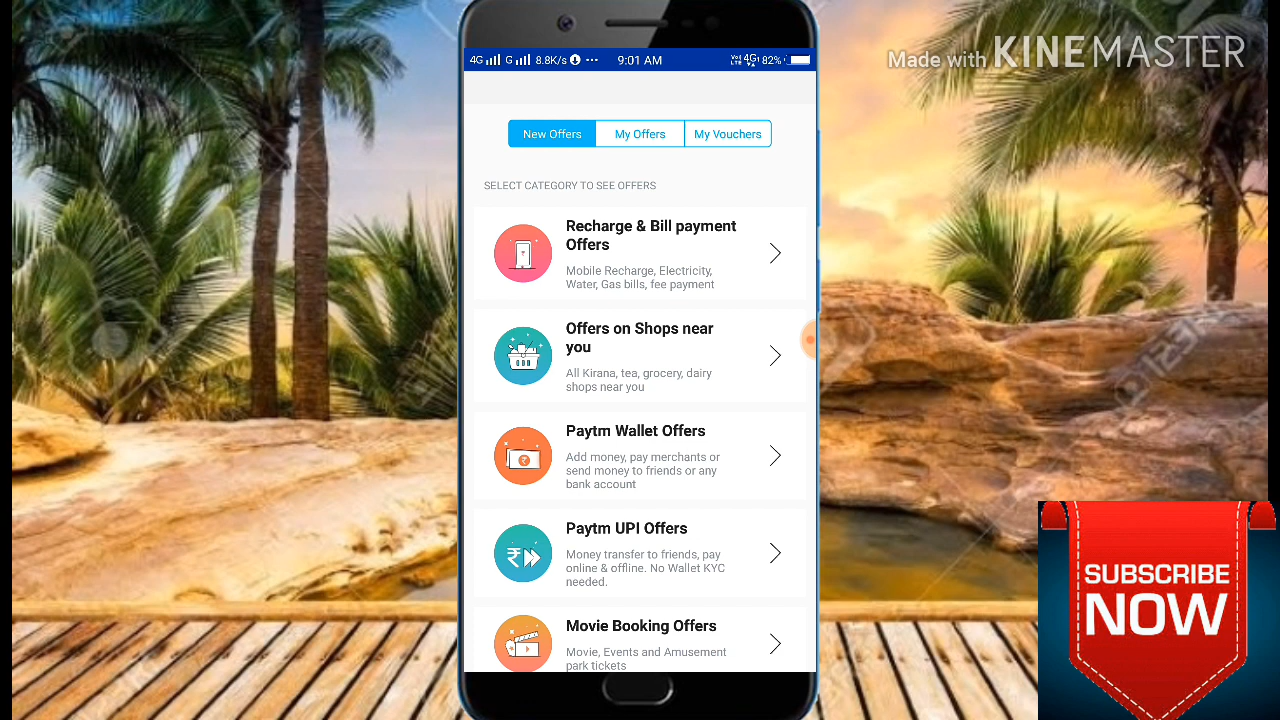 Made with KINEMASTER
4G G 8.8K/s ... 9:01 AM VoI LTE 4G 82%
New Offers My Offers My Vouchers
SELECT CATEGORY TO SEE OFFERS
Recharge & Bill payment
Offers
Mobile Recharge, Electricity,
Water, Gas bills, fee payment
Offers on Shops near
you
All Kirana, tea, grocery, dairy
shops near you
Paytm Wallet Offers
Add money, pay merchants or
send money to friends or any
bank account
Paytm UPI Offers
Money transfer to friends, pay
online & offline. No Wallet KYC
needed.
Movie Booking Offers
Movie, Events and Amusement
park tickets
SUBSCRIBE
NOW
123RF